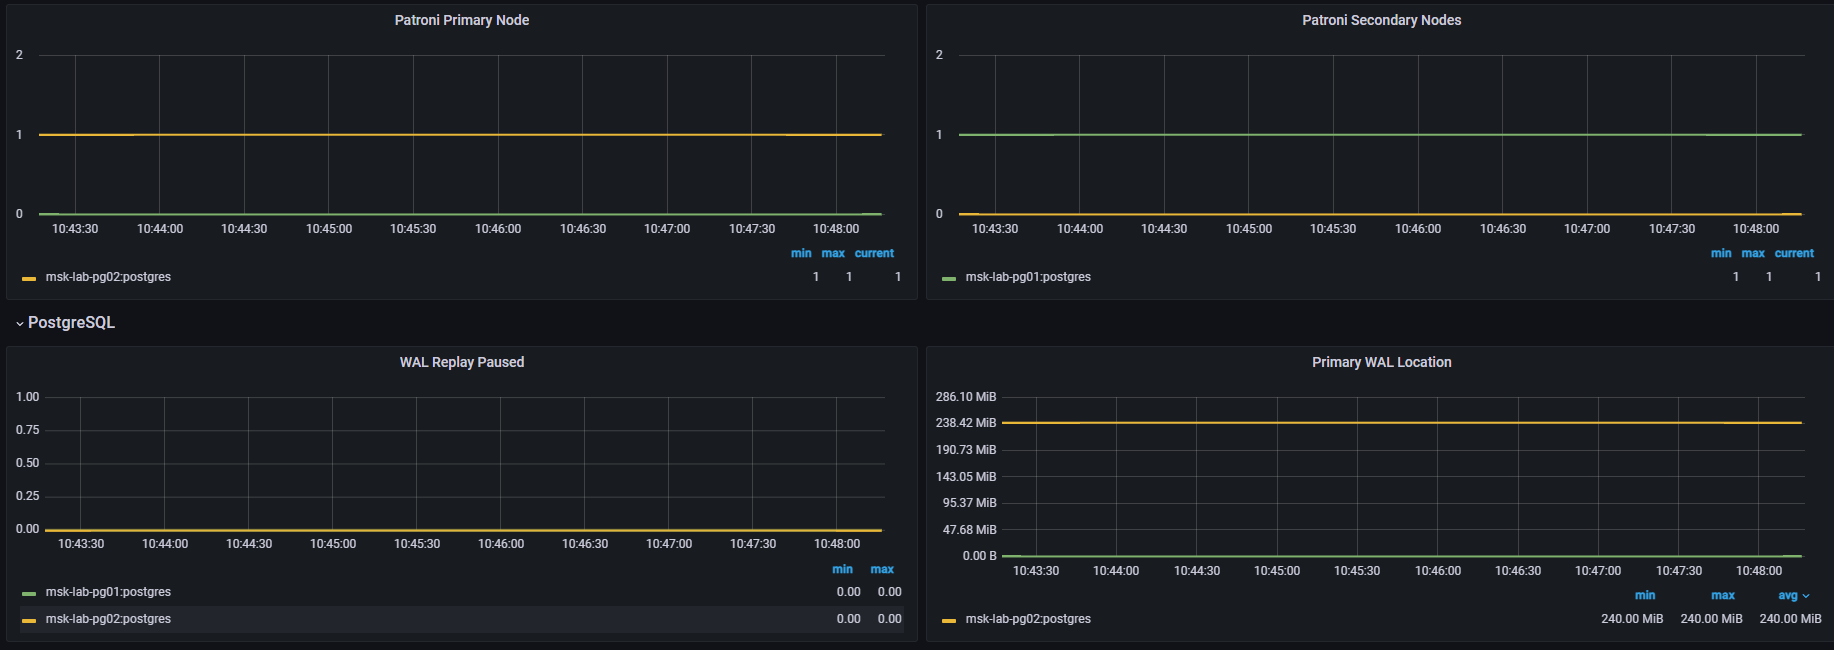 Patroni Primary Node
2
1
0
10:43:30 10:44:00 10:44:30 10:45:00 10:45:30 10:46:00 10:46:30 10:47:00 10:47:30 10:48:00
min max current
msk-lab-pg02:postgres 1 1 1
Patroni Secondary Nodes
2
1
0
10:43:30 10:44:00 10:44:30 10:45:00 10:45:30 10:46:00 10:46:30 10:47:00 10:47:30 10:48:00
min max current
msk-lab-pg01:postgres 1 1 1
PostgreSQL
WAL Replay Paused
1.00
0.75
0.50
0.25
0.00
10:43:30 10:44:00 10:44:30 10:45:00 10:45:30 10:46:00 10:46:30 10:47:00 10:47:30 10:48:00
min max
msk-lab-pg01:postgres 0.00 0.00
msk-lab-pg02:postgres 0.00 0.00
Primary WAL Location
286.10 MiB
238.42 MiB
190.73 MiB
143.05 MiB
95.37 MiB
47.68 MiB
0.00 B
10:43:30 10:44:00 10:44:30 10:45:00 10:45:30 10:46:00 10:46:30 10:47:00 10:47:30 10:48:00
min max avg
msk-lab-pg02:postgres 240.00 MiB 240.00 MiB 240.00 MiB